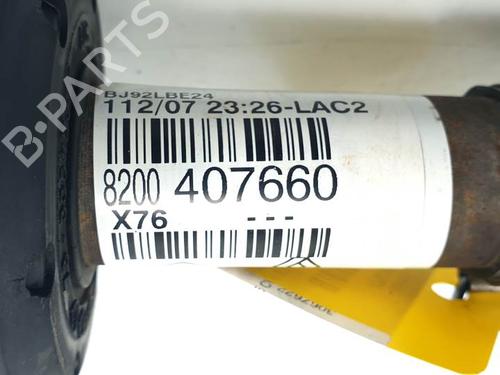 B-PARTS
BJ92LBE24
112/07 23:26-LAC2
8200 407660
X76 ---